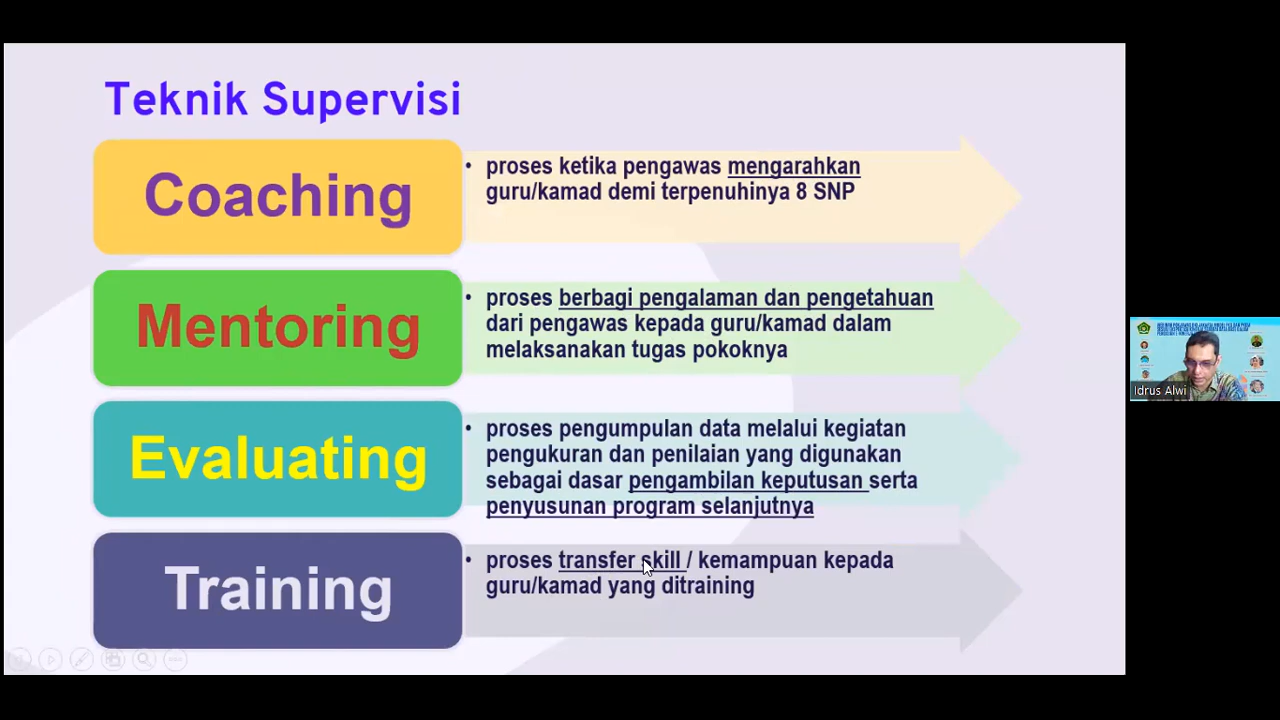 Teknik Supervisi
Coaching
• proses ketika pengawas mengarahkan
guru/kamad demi terpenuhinya 8 SNP
Mentoring
• proses berbagi pengalaman dan pengetahuan
dari pengawas kepada guru/kamad dalam
melaksanakan tugas pokoknya
Evaluating
• proses pengumpulan data melalui kegiatan
pengukuran dan penilaian yang digunakan
sebagai dasar pengambilan keputusan serta
penyusunan program selanjutnya
Training
• proses transfer skill / kemampuan kepada
guru/kamad yang ditraining
Idrus Alwi